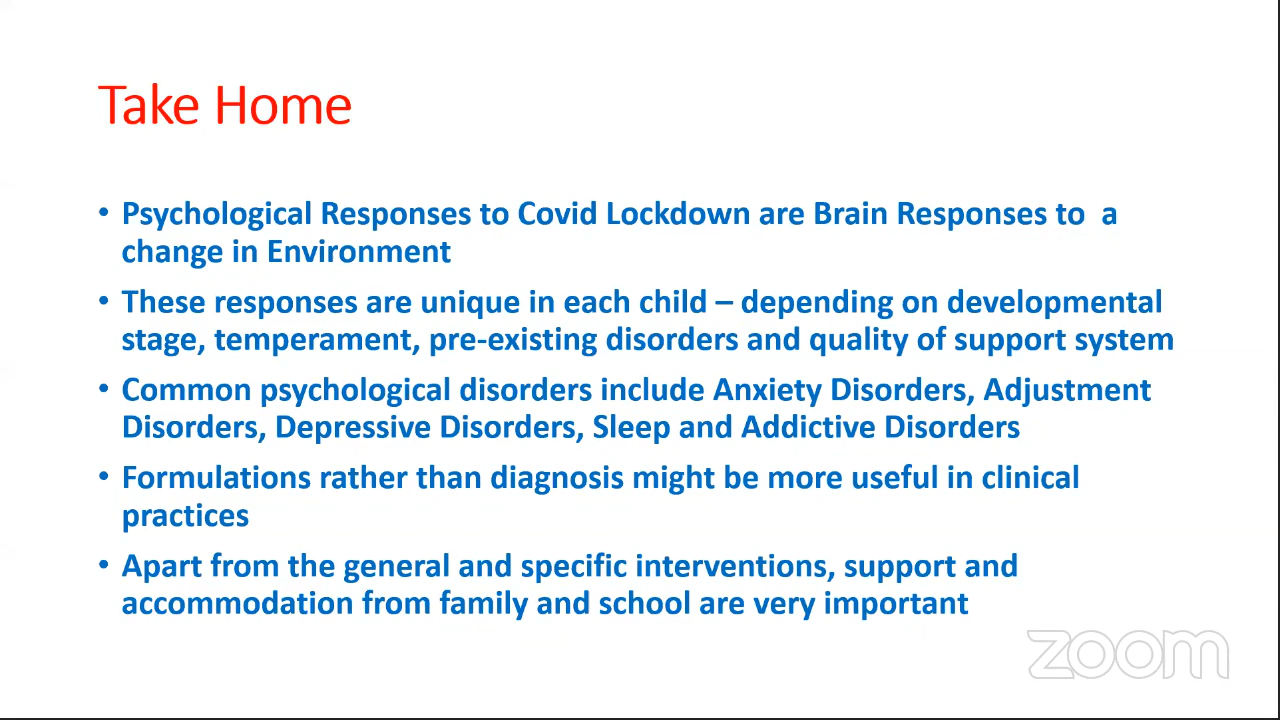 Take Home
• Psychological Responses to Covid Lockdown are Brain Responses to  a
change in Environment
• These responses are unique in each child – depending on developmental
stage, temperament, pre-existing disorders and quality of support system
• Common psychological disorders include Anxiety Disorders, Adjustment
Disorders, Depressive Disorders, Sleep and Addictive Disorders
• Formulations rather than diagnosis might be more useful in clinical
practices
• Apart from the general and specific interventions, support and
accommodation from family and school are very important
zoom